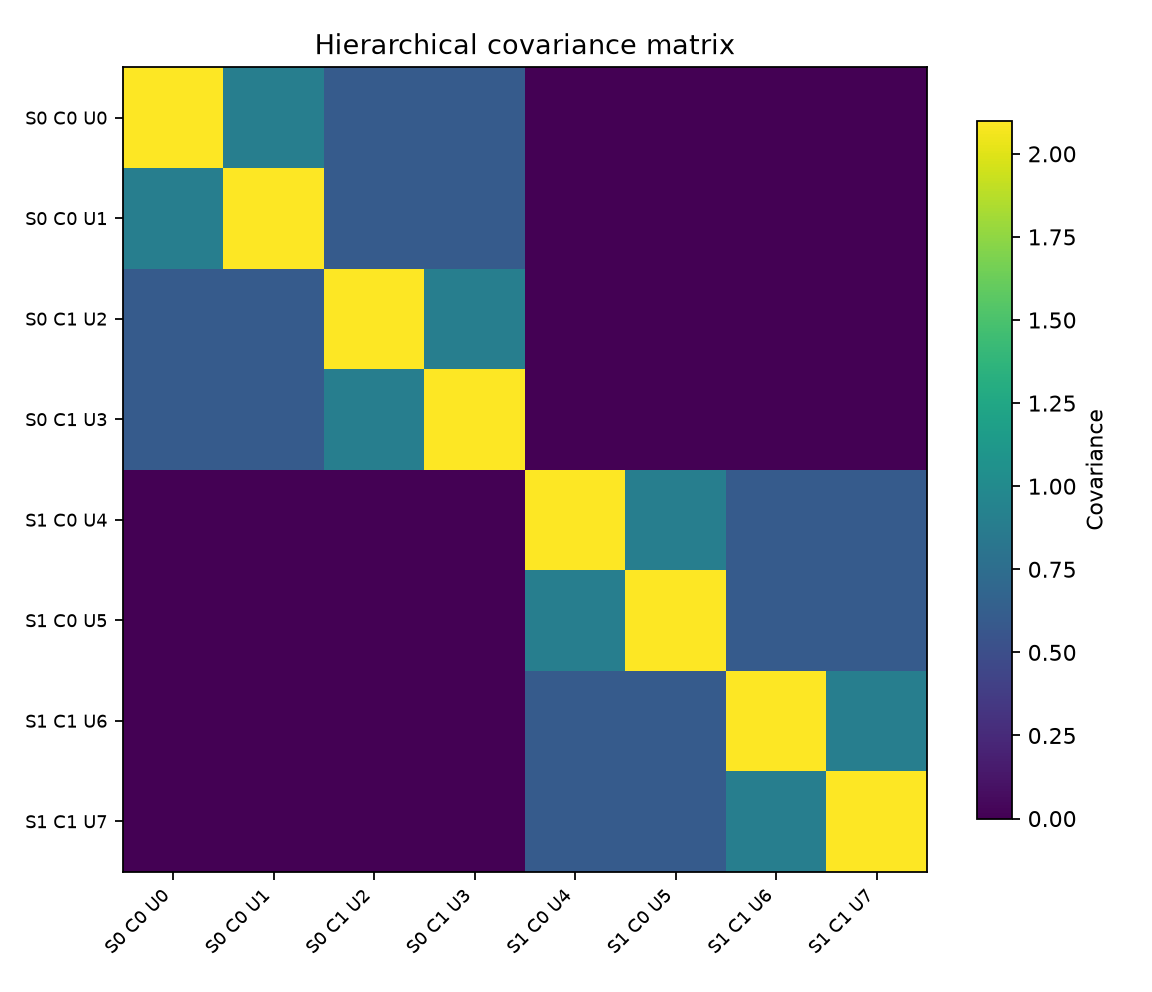 Hierarchical covariance matrix
S0 C0 U0
S0 C0 U1
S0 C1 U2
S0 C1 U3
S1 C0 U4
S1 C0 U5
S1 C1 U6
S1 C1 U7
S0 C0 U0
S0 C0 U1
S0 C1 U2
S0 C1 U3
S1 C0 U4
S1 C0 U5
S1 C1 U6
S1 C1 U7
2.00
1.75
1.50
1.25
1.00
0.75
0.50
0.25
0.00
Covariance